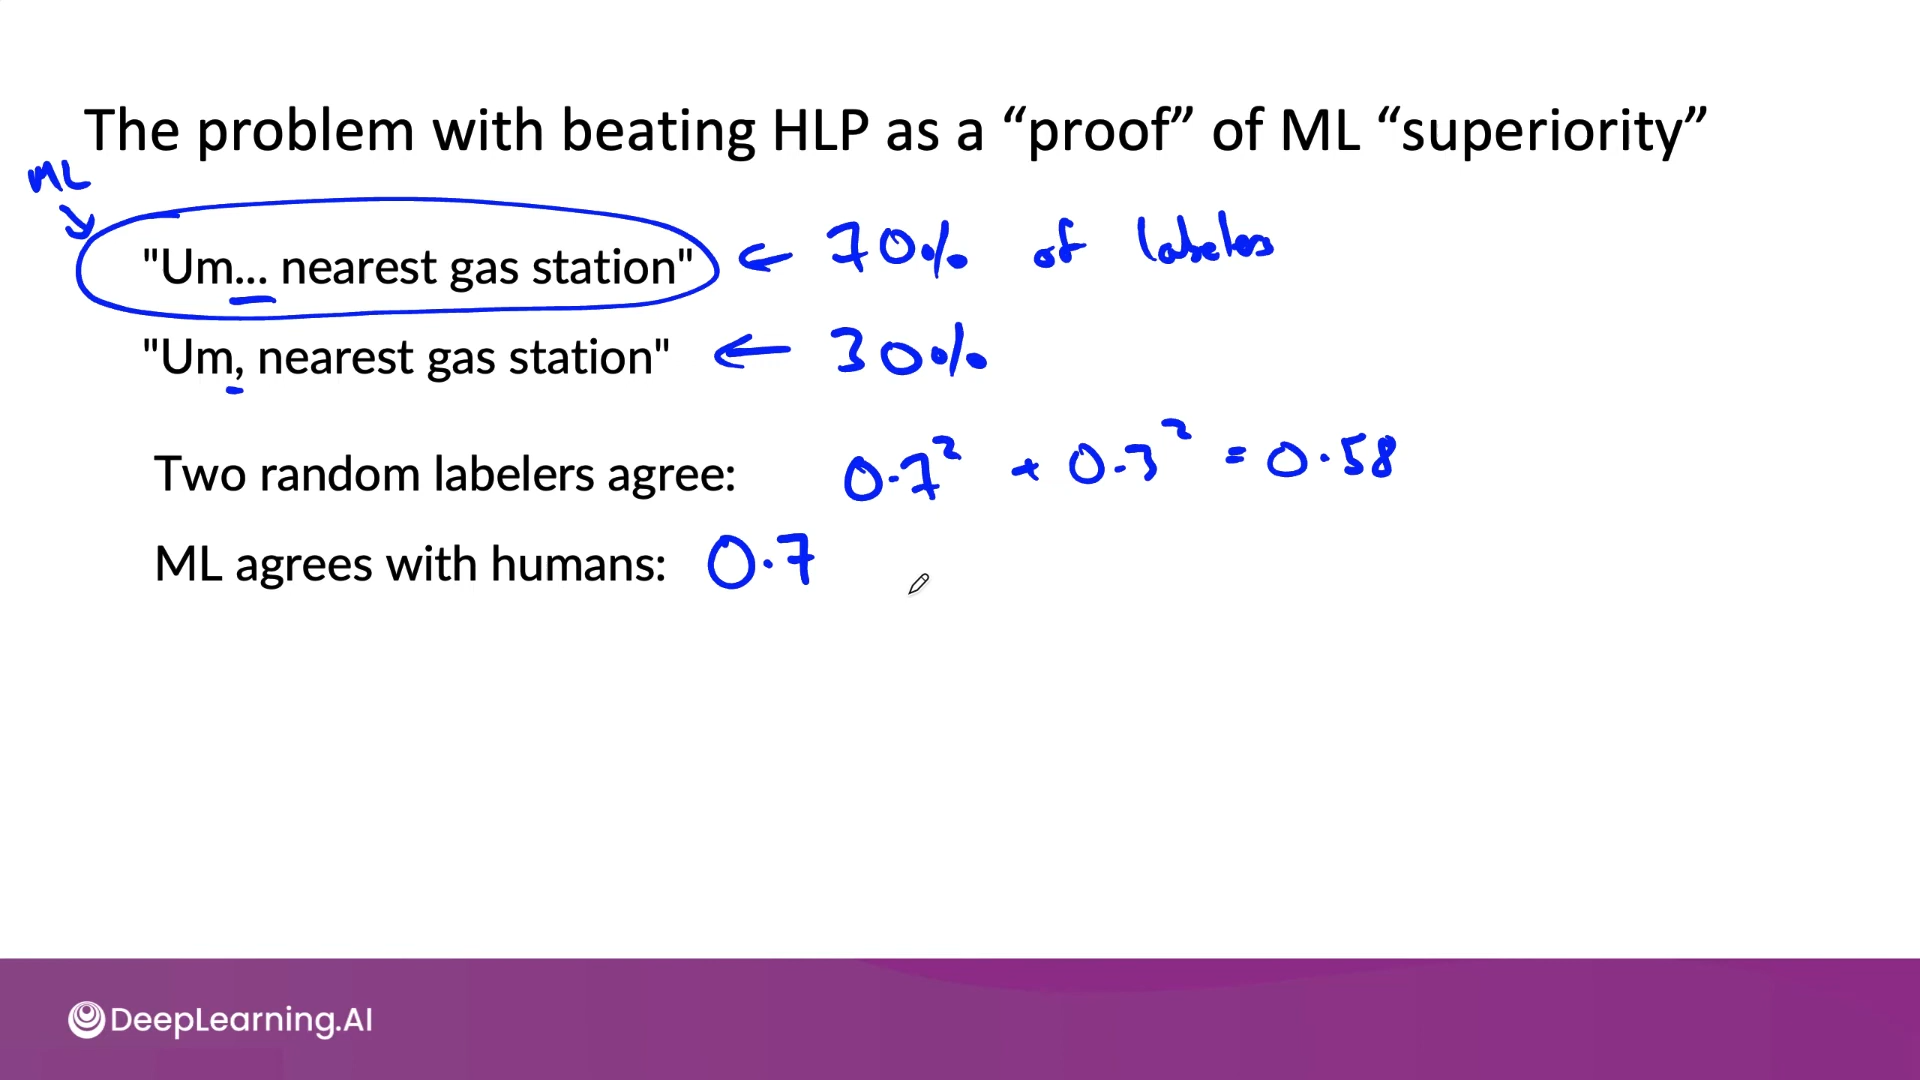 The problem with beating HLP as a “proof” of ML “superiority”
ML
"Um... nearest gas station" ← 70% of labelers
"Um, nearest gas station" ← 30%
Two random labelers agree: 0.7² + 0.3² = 0.58
ML agrees with humans: 0.7
DeepLearning.AI